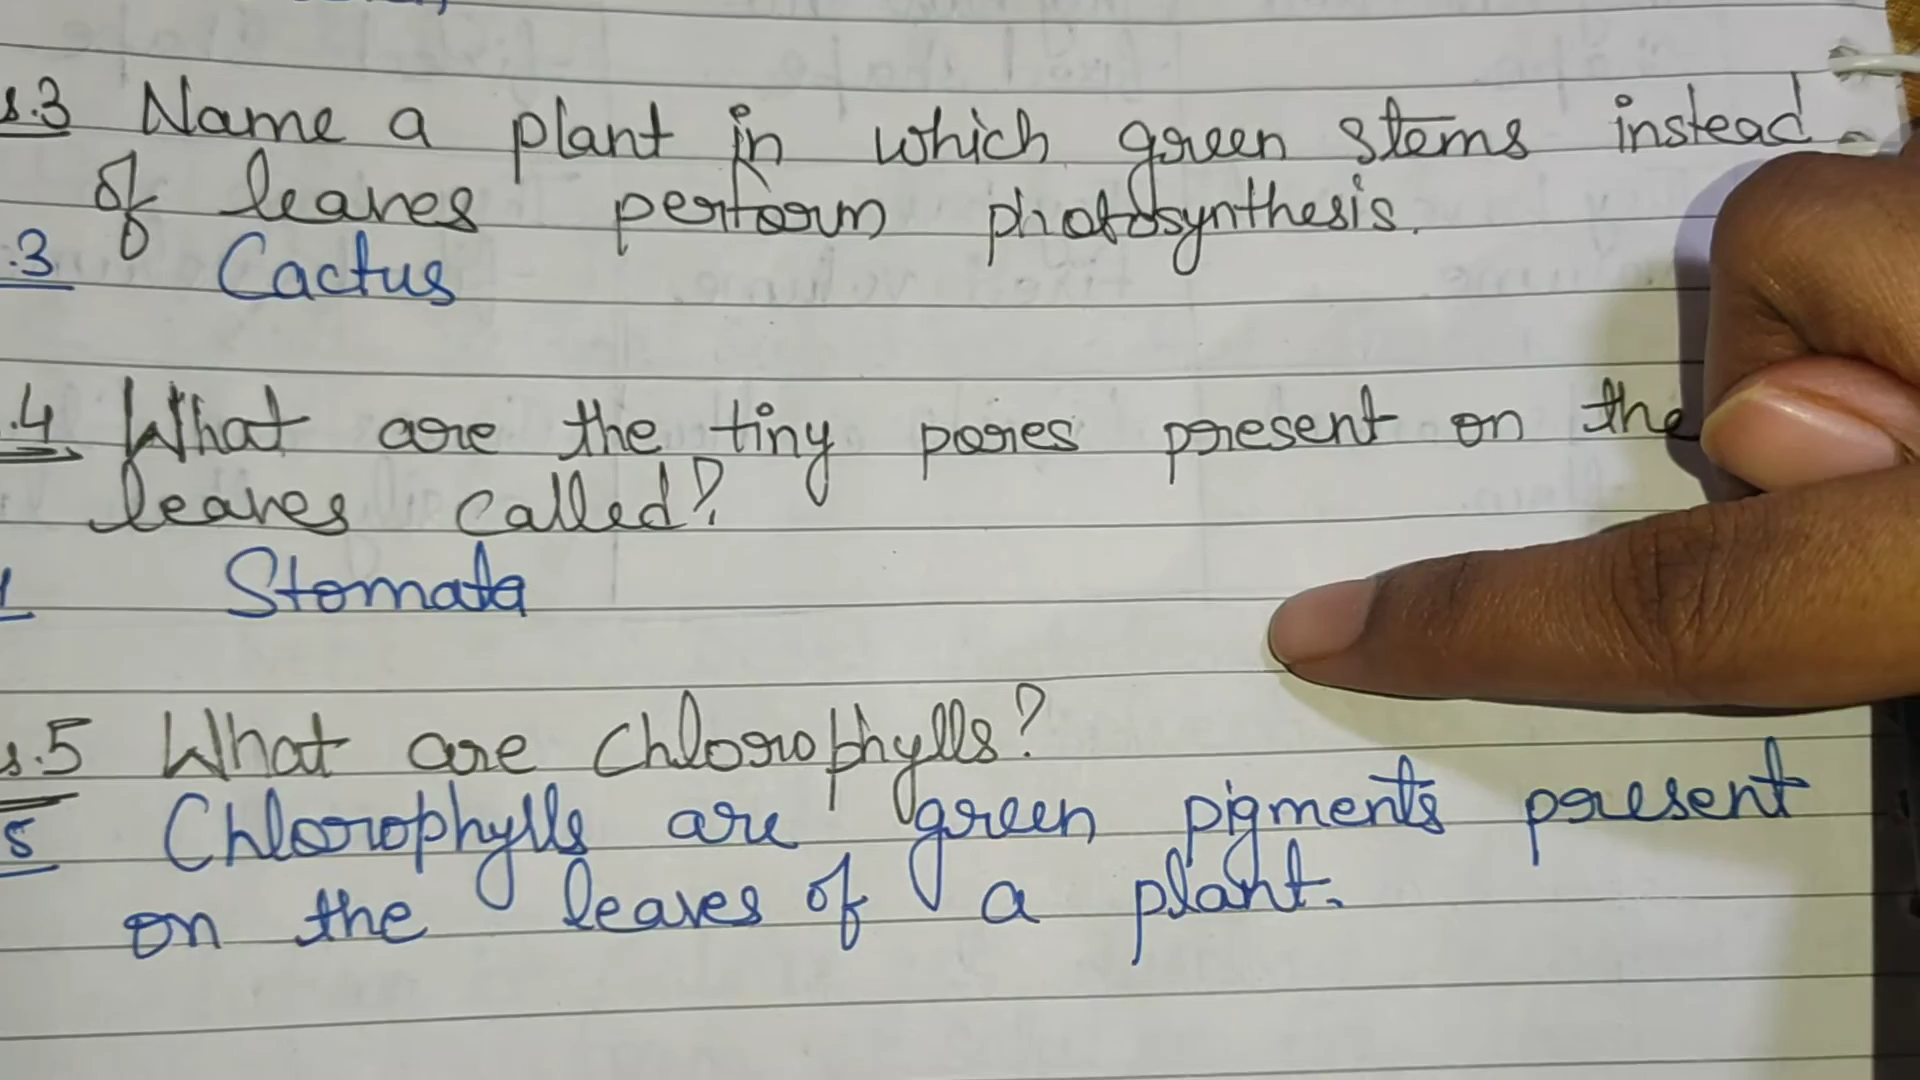 s.3 Name a plant in which green stems instead
of leaves perform photosynthesis.
.3 Cactus
.4 What are the tiny pores present on the
leaves called?
Stomata
s.5 What are Chlorophylls?
5 Chlorophylls are green pigments present
on the leaves of a plant.